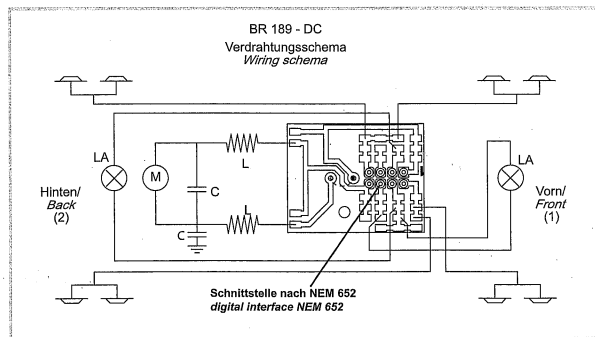 BR 189 - DC
Verdrahtungsschema
Wiring schema
LA
L
M
C
L
C
Hinten/
Back
(2)
LA
Vorn/
Front
(1)
Schnittstelle nach NEM 652
digital interface NEM 652